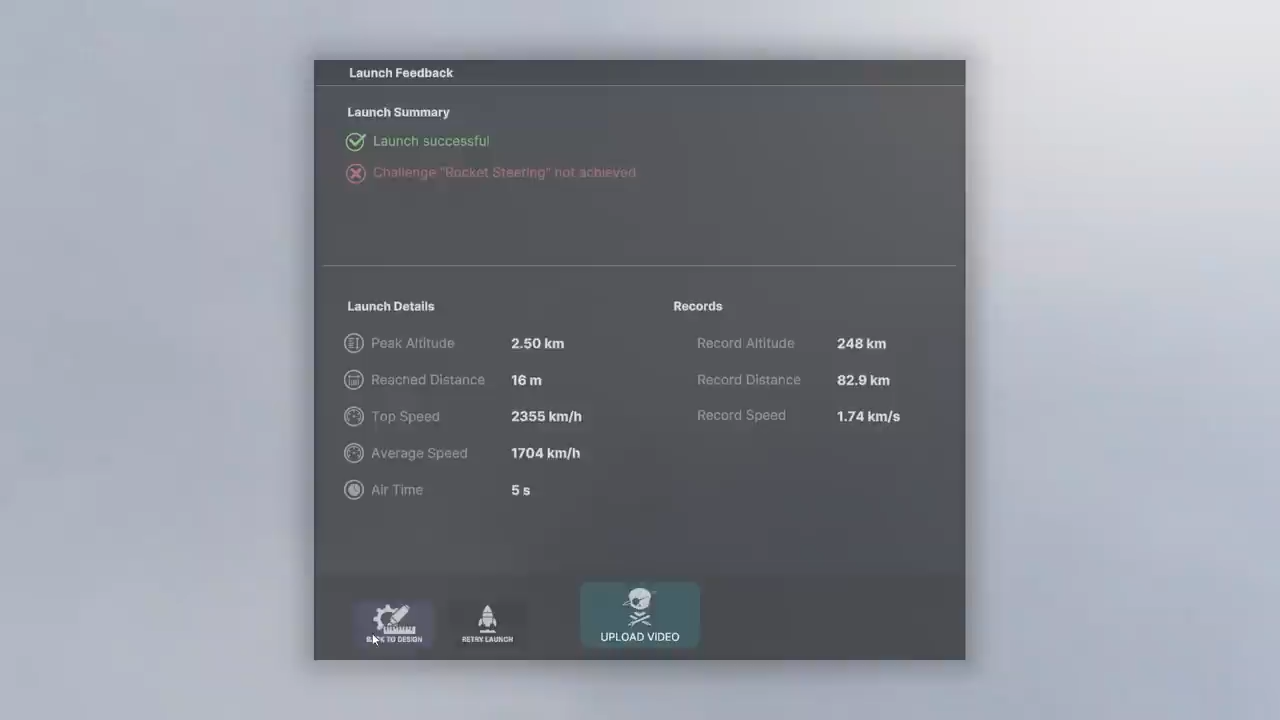 Launch Feedback
Launch Summary
Launch successful
Challenge "Rocket Steering" not achieved
Launch Details
Peak Altitude 2.50 km
Reached Distance 16 m
Top Speed 2355 km/h
Average Speed 1704 km/h
Air Time 5 s
Records
Record Altitude 248 km
Record Distance 82.9 km
Record Speed 1.74 km/s
BACK TO DESIGN
RETRY LAUNCH
UPLOAD VIDEO